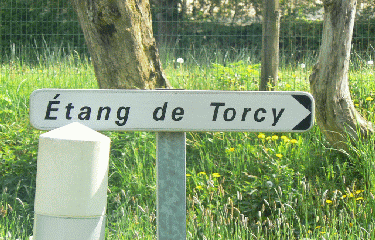 Étang de Torcy